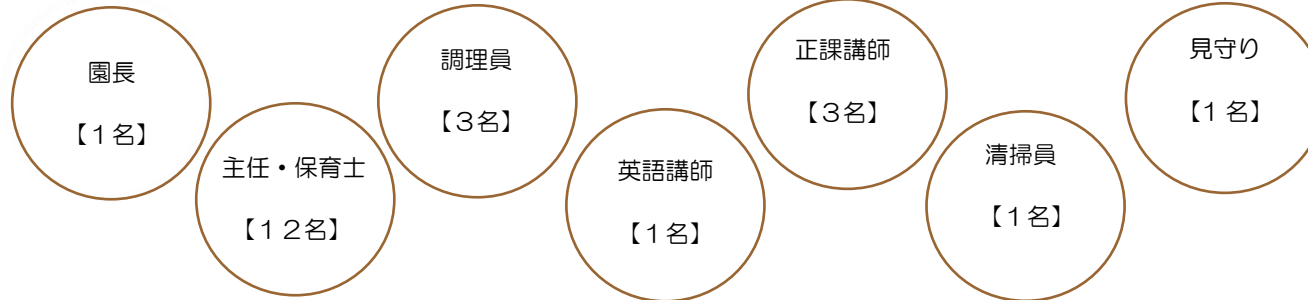 園長
【１名】
主任・保育士
【１２名】
調理員
【３名】
英語講師
【１名】
正課講師
【３名】
清掃員
【１名】
見守り
【１名】